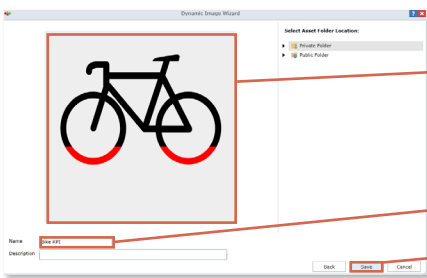 Dynamic Image Wizard
? x
Select Asset Folder Location:
Private Folder
Public Folder
Name
Bike KPI
Description
Back
Save
Cancel